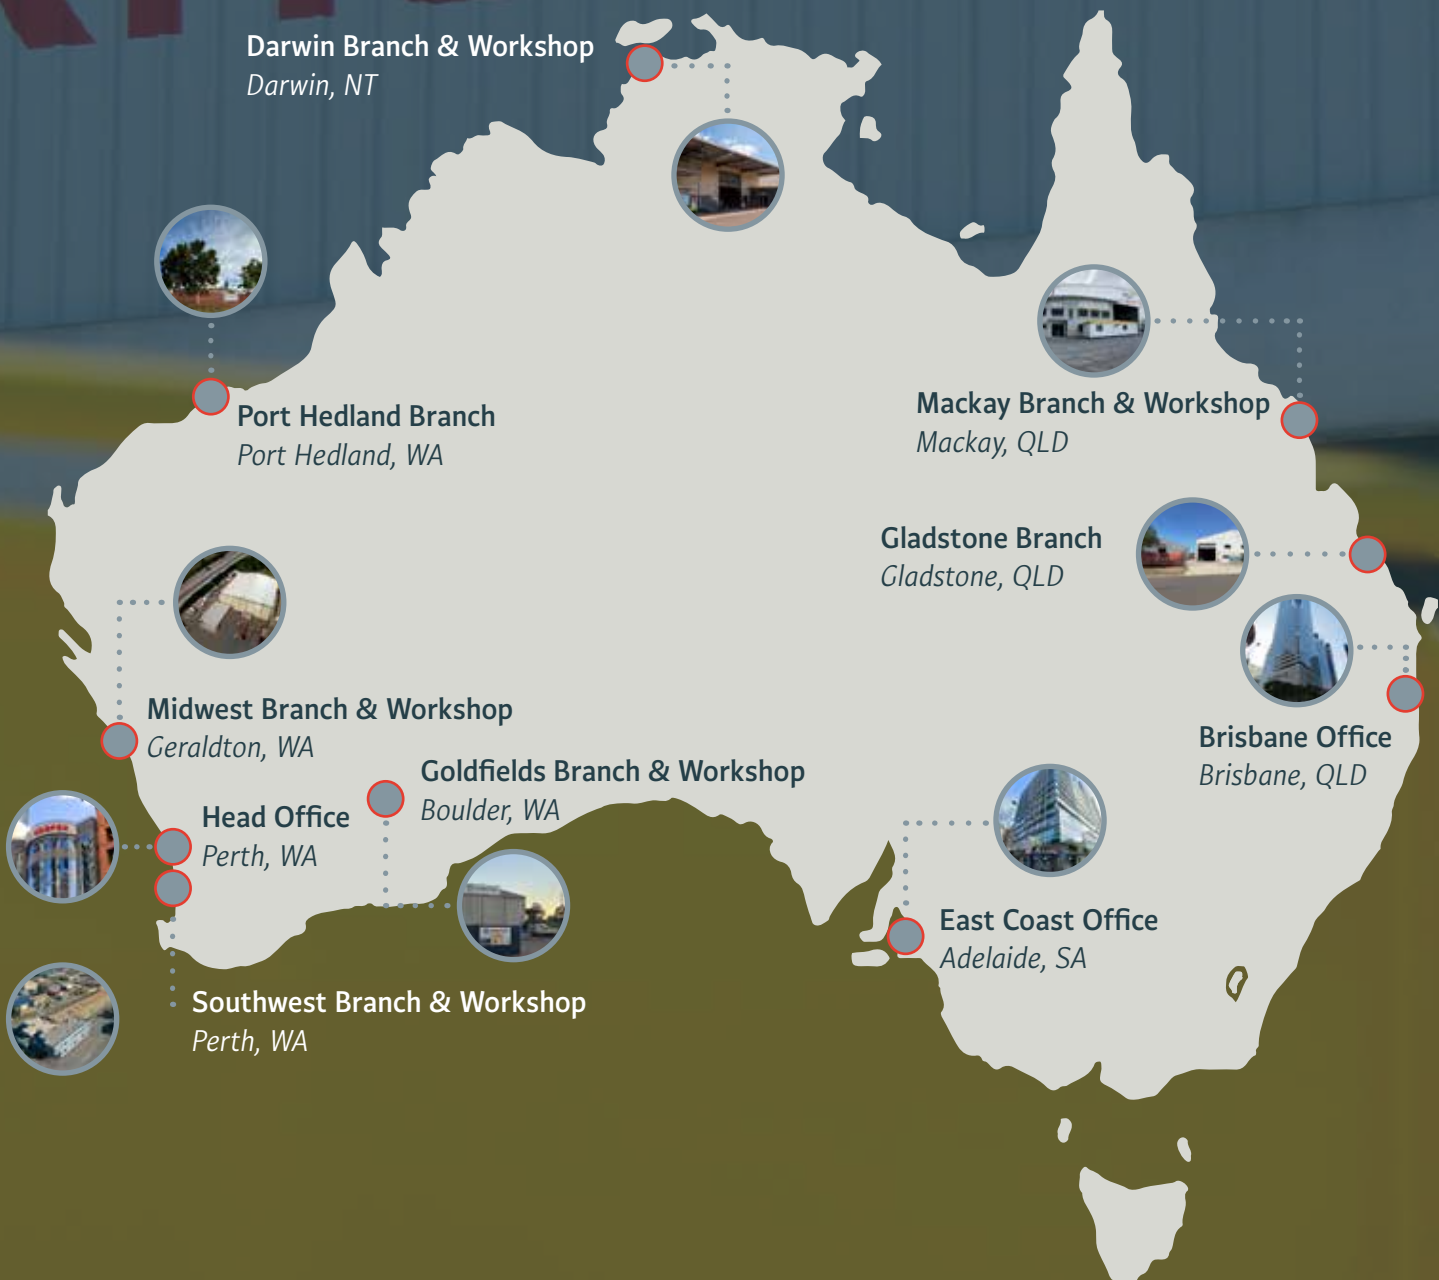 Darwin Branch & Workshop
Darwin, NT
Port Hedland Branch
Port Hedland, WA
Mackay Branch & Workshop
Mackay, QLD
Gladstone Branch
Gladstone, QLD
Midwest Branch & Workshop
Geraldton, WA
Brisbane Office
Brisbane, QLD
Goldfields Branch & Workshop
Boulder, WA
Head Office
Perth, WA
East Coast Office
Adelaide, SA
Southwest Branch & Workshop
Perth, WA